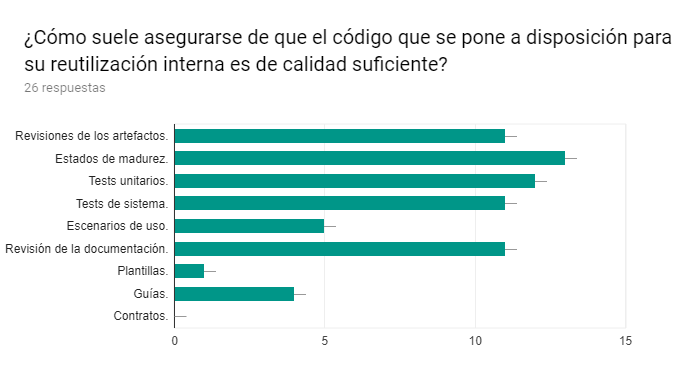 ¿Cómo suele asegurarse de que el código que se pone a disposición para
su reutilización interna es de calidad suficiente?
26 respuestas
Revisiones de los artefactos.
Estados de madurez.
Tests unitarios.
Tests de sistema.
Escenarios de uso.
Revisión de la documentación.
Plantillas.
Guías.
Contratos.
0 5 10 15